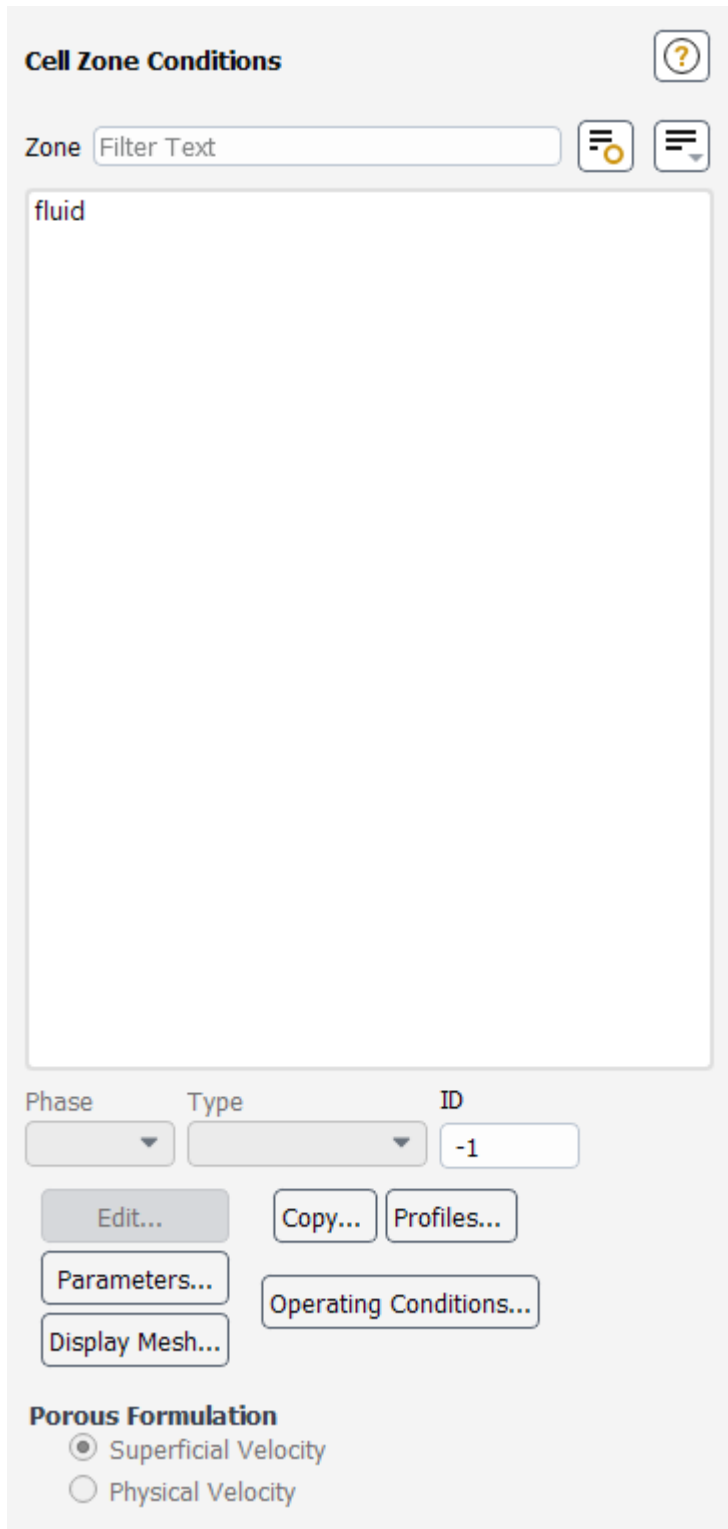 Cell Zone Conditions
?
Zone Filter Text
fluid
Phase Type ID
-1
Edit... Copy... Profiles...
Parameters...
Operating Conditions...
Display Mesh...
Porous Formulation
Superficial Velocity
Physical Velocity